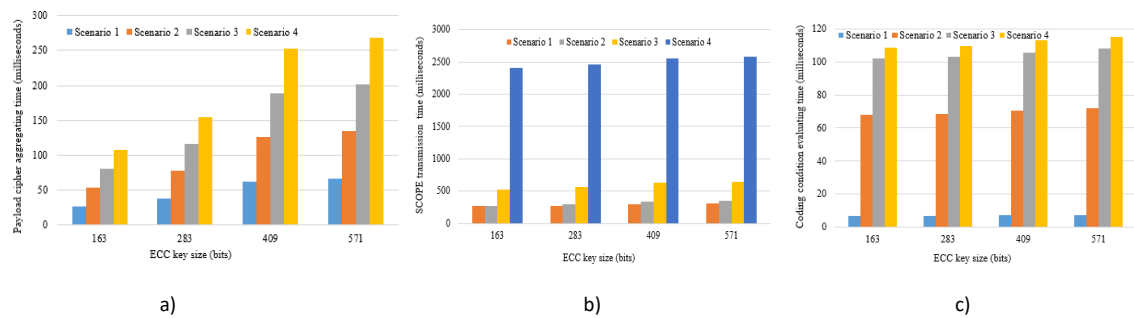 Payload cipher aggregating time (milliseconds)
300
250
200
150
100
50
0
Scenario 1 Scenario 2 Scenario 3 Scenario 4
163 283 409 571
ECC key size (bits)
a)
SCOPE transmission time (milliseconds)
3000
2500
2000
1500
1000
500
0
Scenario 1 Scenario 2 Scenario 3 Scenario 4
163 283 409 571
ECC key size (bits)
b)
Coding condition evaluating time (milliseconds)
120
100
80
60
40
20
0
Scenario 1 Scenario 2 Scenario 3 Scenario 4
163 283 409 571
ECC key size (bits)
c)